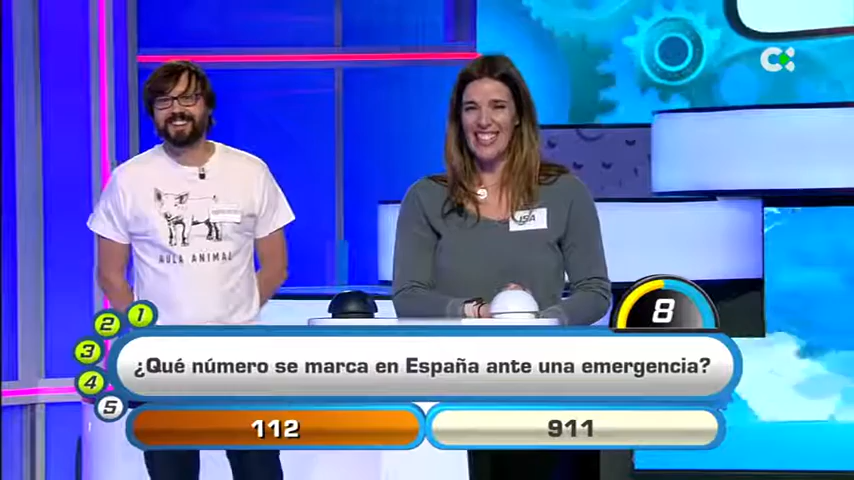 C
AULA ANIMAL
ISA
8
1
2
3
4
5
¿Qué número se marca en España ante una emergencia?
112
911